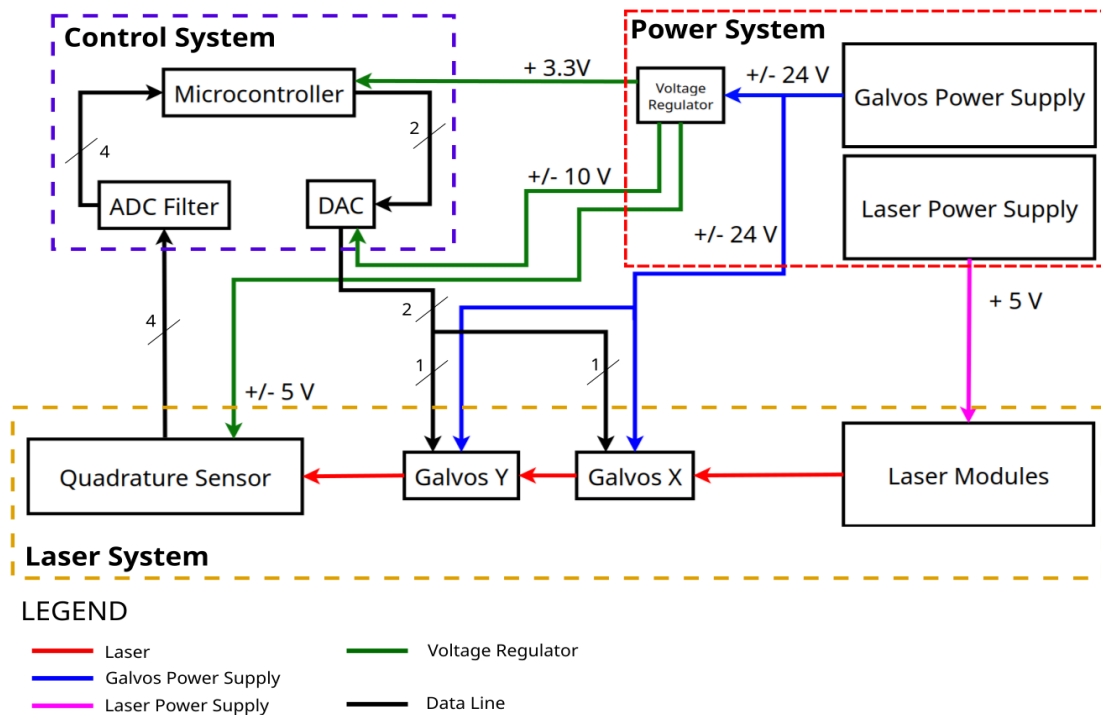 Control System
Power System
Microcontroller
+ 3.3V
Voltage
Regulator
+/- 24 V
Galvos Power Supply
2
4
ADC Filter
DAC
+/- 10 V
Laser Power Supply
+/- 24 V
+ 5 V
2
4
1
1
+/- 5 V
Quadrature Sensor
Galvos Y
Galvos X
Laser Modules
Laser System
LEGEND
Laser
Voltage Regulator
Galvos Power Supply
Laser Power Supply
Data Line